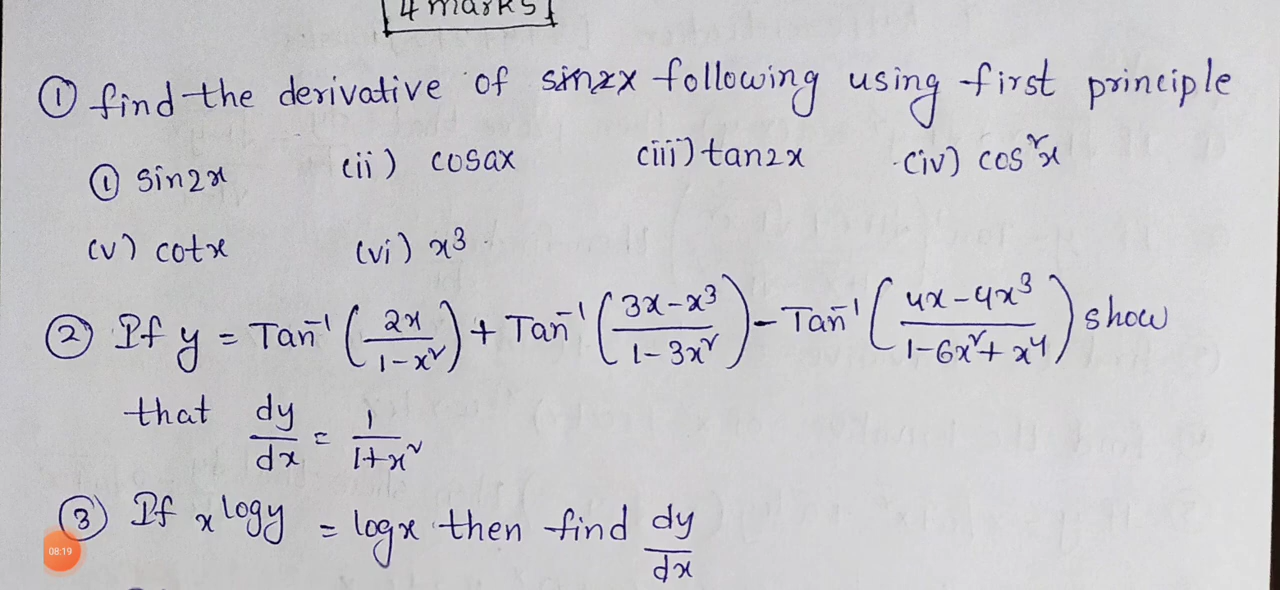 [4 marks]
① find the derivative of sin2x following using first principle
① sin2x (ii) cosax (iii) tan2x (iv) cos²x
(v) cotx (vi) x³
② If y = Tan⁻¹(2x/(1-x²)) + Tan⁻¹((3x-x³)/(1-3x²)) - Tan⁻¹((4x-4x³)/(1-6x²+x⁴)) show
that dy/dx = 1/(1+x²)
③ If x^logy = logx then find dy/dx
08:19